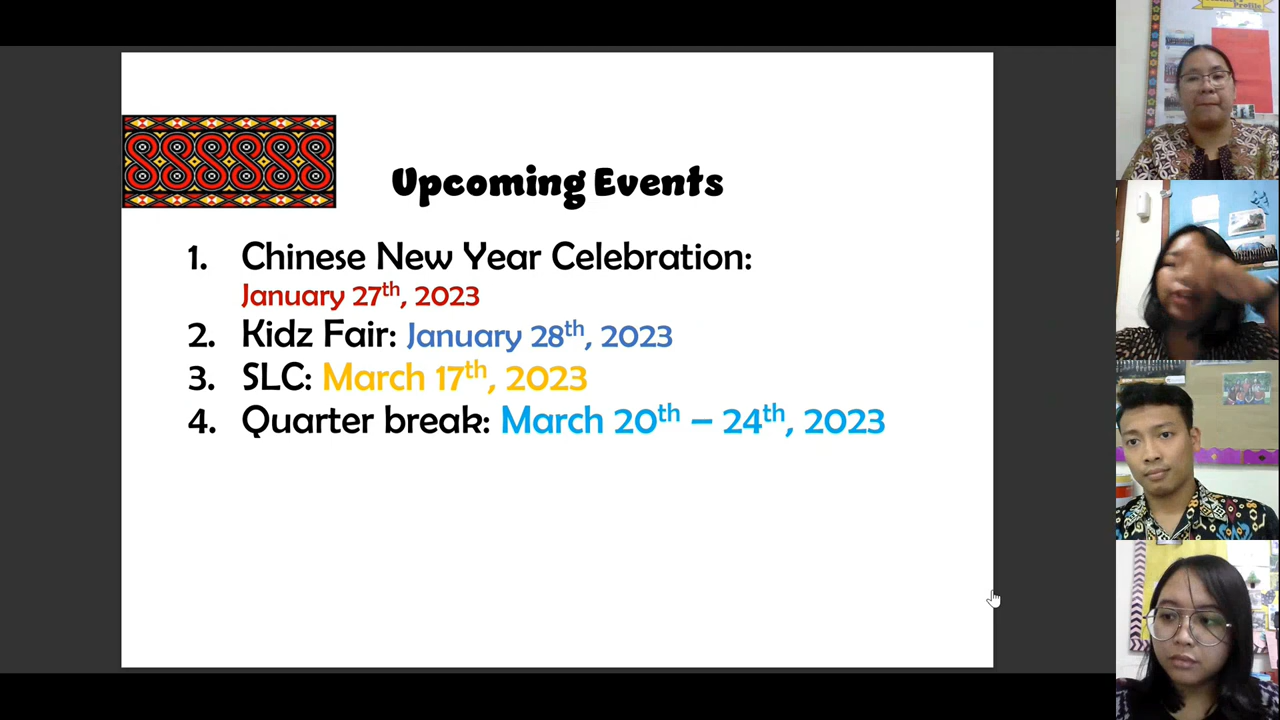 Upcoming Events
1. Chinese New Year Celebration:
January 27th, 2023
2. Kidz Fair: January 28th, 2023
3. SLC: March 17th, 2023
4. Quarter break: March 20th – 24th, 2023
Profile